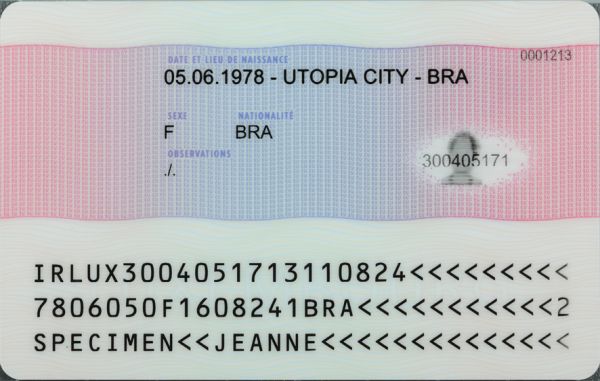 DATE ET LIEU DE NAISSANCE
0001213
05.06.1978 - UTOPIA CITY - BRA
SEXE NATIONALITÉ
F BRA
OBSERVATIONS
./.
300405171
IRLUX3004051713110824<<<<<<<<<
7806050F1608241BRA<<<<<<<<<<<2
SPECIMEN<<JEANNE<<<<<<<<<<<<<<